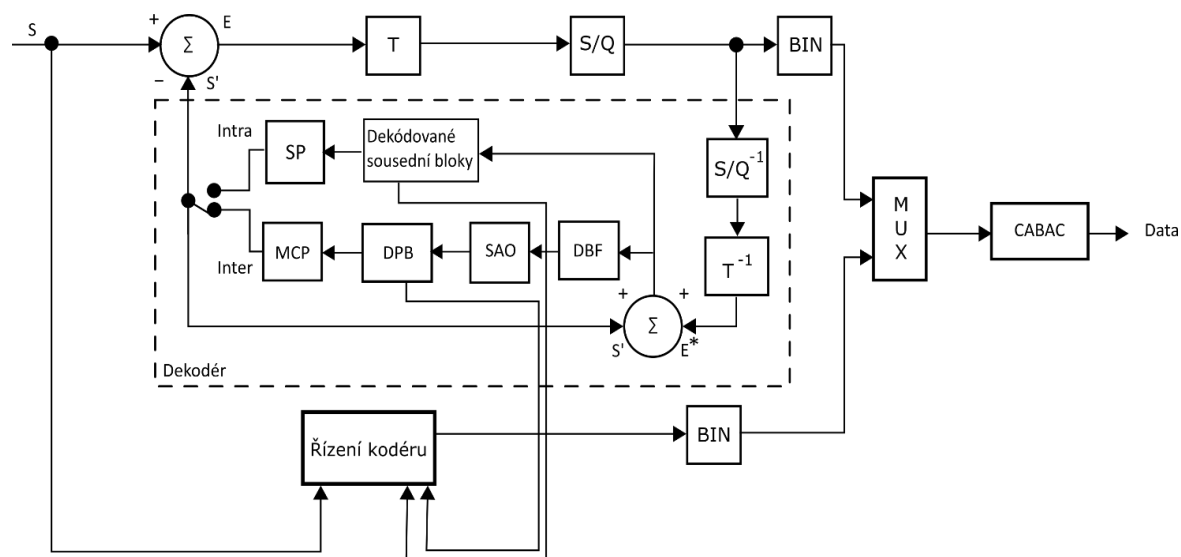 S
+
Σ
E
T
S/Q
BIN
−
S'
Intra
SP
Dekódované
sousední bloky
S/Q⁻¹
Inter
MCP
DPB
SAO
DBF
T⁻¹
+
+
Σ
S'
E*
Dekodér
MUX
CABAC
Data
Řízení kodéru
BIN